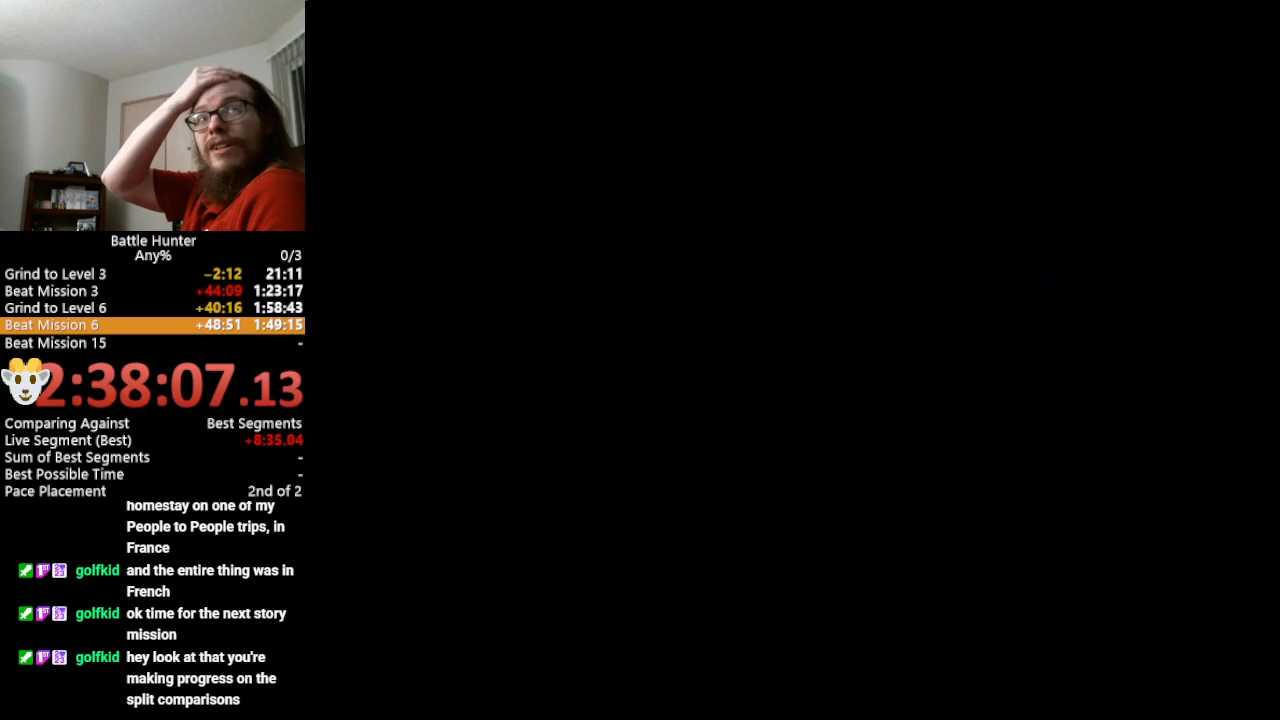 Battle Hunter
Any% 0/3
Grind to Level 3 −2:12 21:11
Beat Mission 3 +44:09 1:23:17
Grind to Level 6 +40:16 1:58:43
Beat Mission 6 +48:51 1:49:15
Beat Mission 15 -
2:38:07.13
Comparing Against Best Segments
Live Segment (Best) +8:35.04
Sum of Best Segments -
Best Possible Time -
Pace Placement 2nd of 2
homestay on one of my
People to People trips, in
France
1ST golfkid and the entire thing was in
French
1ST golfkid ok time for the next story
mission
1ST golfkid hey look at that you're
making progress on the
split comparisons